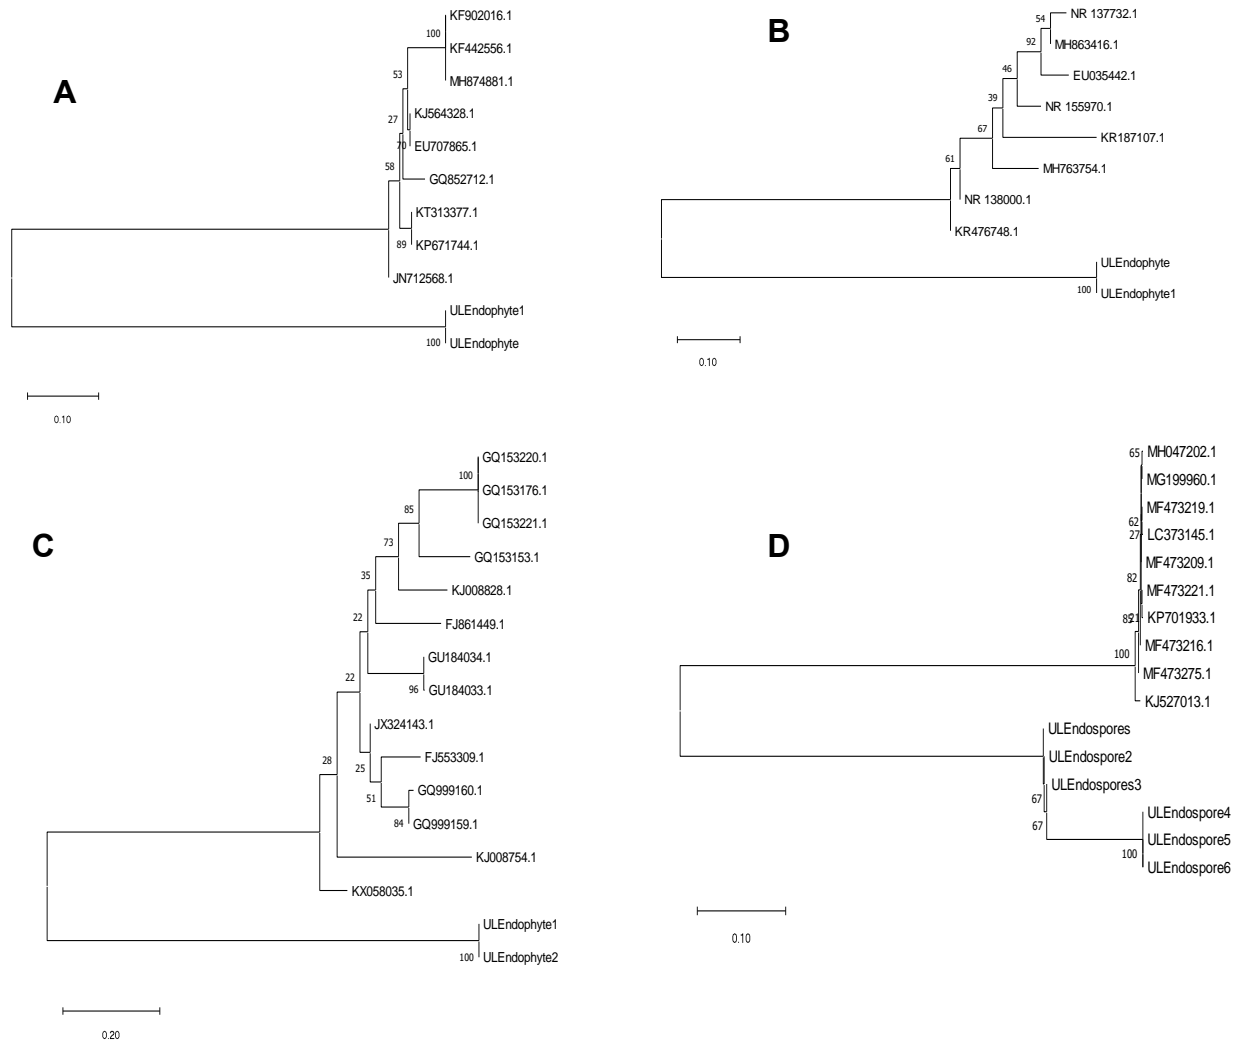 A
KF902016.1
100
KF442556.1
MH874881.1
53
KJ564328.1
27
70
EU707865.1
58
GQ852712.1
KT313377.1
89
KP671744.1
JN712568.1
ULEndophyte1
100
ULEndophyte
0.10
B
54
NR 137732.1
92
MH863416.1
46
EU035442.1
39
NR 155970.1
67
KR187107.1
61
MH763754.1
NR 138000.1
KR476748.1
ULEndophyte
100
ULEndophyte1
0.10
C
GQ153220.1
100
GQ153176.1
85
GQ153221.1
73
GQ153153.1
35
KJ008828.1
22
FJ861449.1
GU184034.1
22
96
GU184033.1
JX324143.1
28
25
FJ553309.1
51
GQ999160.1
84
GQ999159.1
KJ008754.1
KX058035.1
ULEndophyte1
100
ULEndophyte2
0.20
D
65
MH047202.1
MG199960.1
MF473219.1
62
27
LC373145.1
MF473209.1
82
MF473221.1
21
KP701933.1
MF473216.1
100
MF473275.1
KJ527013.1
ULEndospores
ULEndospore2
ULEndospores3
67
67
ULEndospore4
ULEndospore5
100
ULEndospore6
0.10